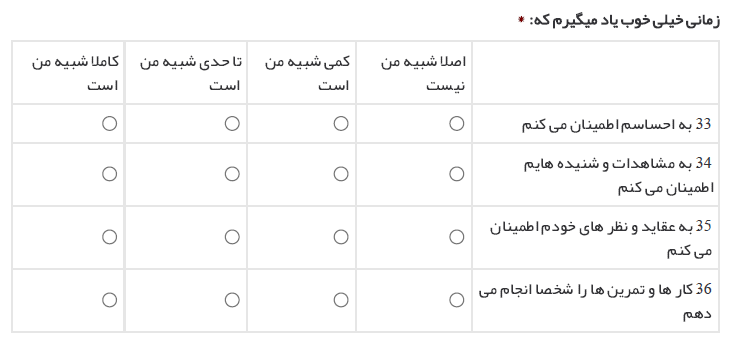 زمانی خیلی خوب یاد میگیرم که: *
اصلا شبیه من نیست
کمی شبیه من است
تا حدی شبیه من است
کاملا شبیه من است
33 به احساسم اطمینان می کنم
34 به مشاهدات و شنیده هایم
اطمینان می کنم
35 به عقاید و نظر های خودم اطمینان
می کنم
36 کار ها و تمرین ها را شخصا انجام می
دهم